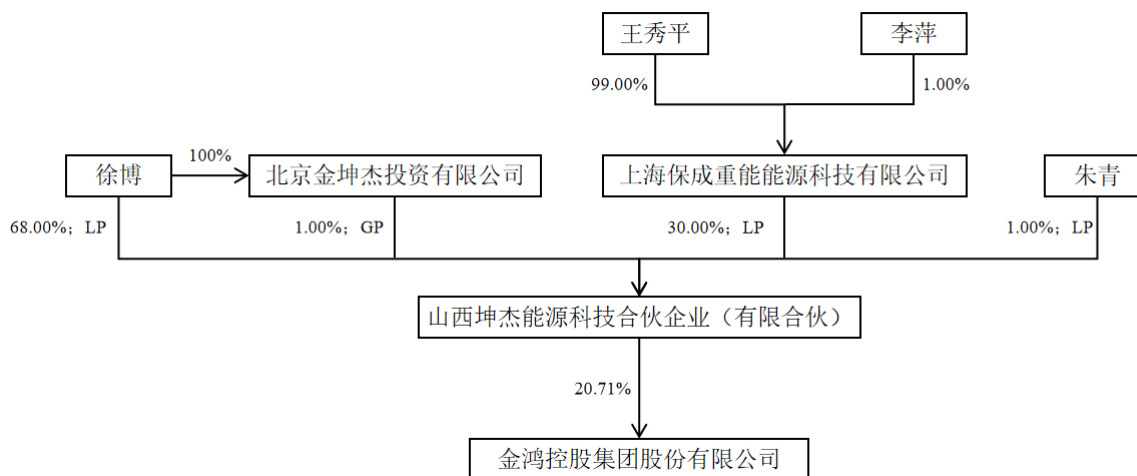 王秀平
李萍
99.00%
1.00%
徐博
100%
北京金坤杰投资有限公司
上海保成重能能源科技有限公司
朱青
68.00%；LP
1.00%；GP
30.00%；LP
1.00%；LP
山西坤杰能源科技合伙企业（有限合伙）
20.71%
金鸿控股集团股份有限公司